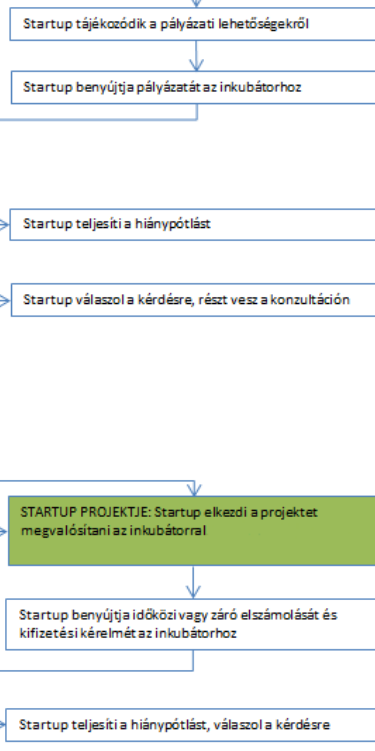 Startup tájékozódik a pályázati lehetőségekről
Startup benyújtja pályázatát az inkubátorhoz
Startup teljesíti a hiánypótlást
Startup válaszol a kérdésre, részt vesz a konzultáción
STARTUP PROJEKTJE: Startup elkezdi a projektet
megvalósítani az inkubátorral
Startup benyújtja időközi vagy záró elszámolását és
kifizetési kérelmét az inkubátorhoz
Startup teljesíti a hiánypótlást, válaszol a kérdésre